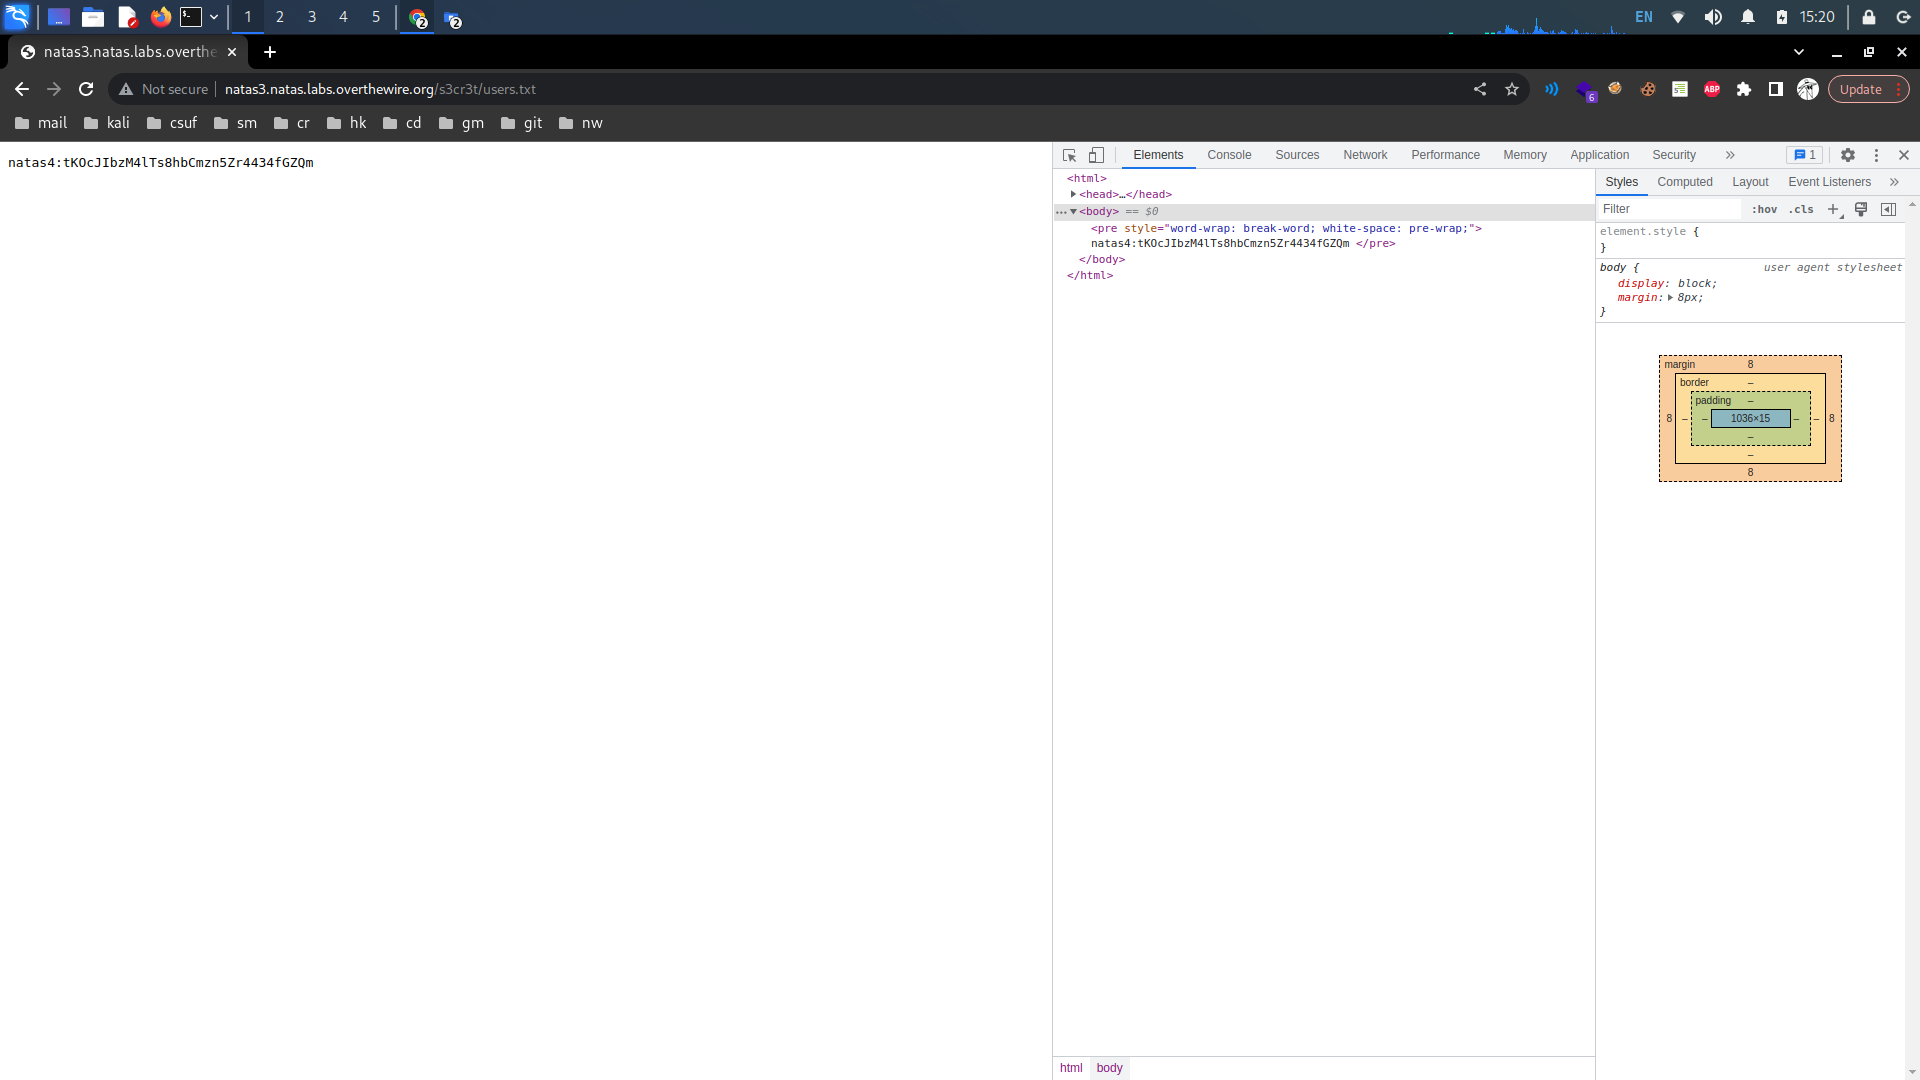 1 2 3 4 5 2 2 EN 15:20
natas3.natas.labs.overthe
Not secure natas3.natas.labs.overthewire.org/s3cr3t/users.txt 6 ABP Update
mail kali csuf sm cr hk cd gm git nw
natas4:tKOcJIbzM4lTs8hbCmzn5Zr4434fGZQm
Elements Console Sources Network Performance Memory Application Security 1
<html>
<head>…</head>
<body> == $0
<pre style="word-wrap: break-word; white-space: pre-wrap;">
natas4:tKOcJIbzM4lTs8hbCmzn5Zr4434fGZQm </pre>
</body>
</html>
Styles Computed Layout Event Listeners
Filter :hov .cls
element.style {
}
body { user agent stylesheet
display: block;
margin: 8px;
}
margin 8
border –
padding –
8 – – 1036×15 – – 8
–
–
8
html body